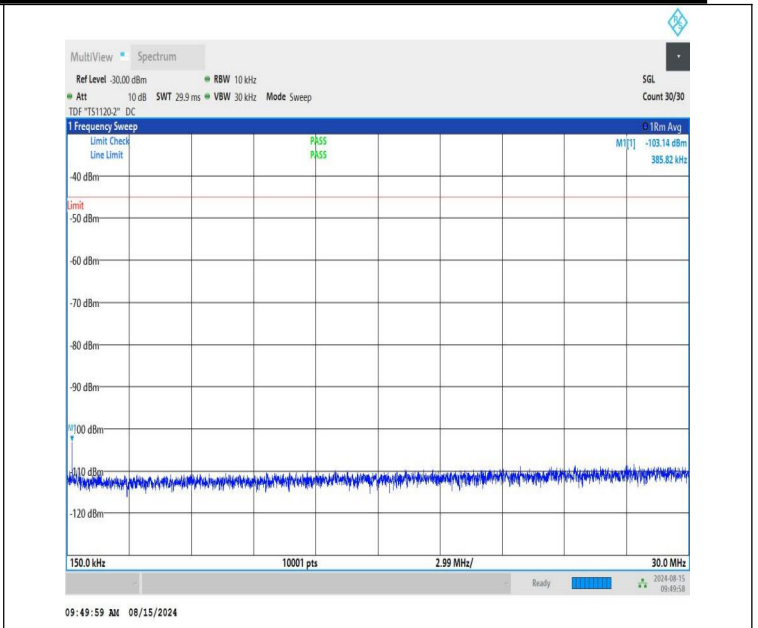 R S
MultiView Spectrum
Ref Level -30.00 dBm RBW 10 kHz SGL
Att 10 dB SWT 29.9 ms VBW 30 kHz Mode Sweep Count 30/30
TDF "TS1120-2" DC
1 Frequency Sweep 1Rm Avg
Limit Check PASS M1[1] -103.14 dBm
Line Limit PASS 385.82 kHz
-40 dBm
Limit
-50 dBm
-60 dBm
-70 dBm
-80 dBm
-90 dBm
M1
-100 dBm
-110 dBm
-120 dBm
150.0 kHz 10001 pts 2.99 MHz/ 30.0 MHz
Ready 2024-08-15
09:49:58
09:49:59 AM 08/15/2024